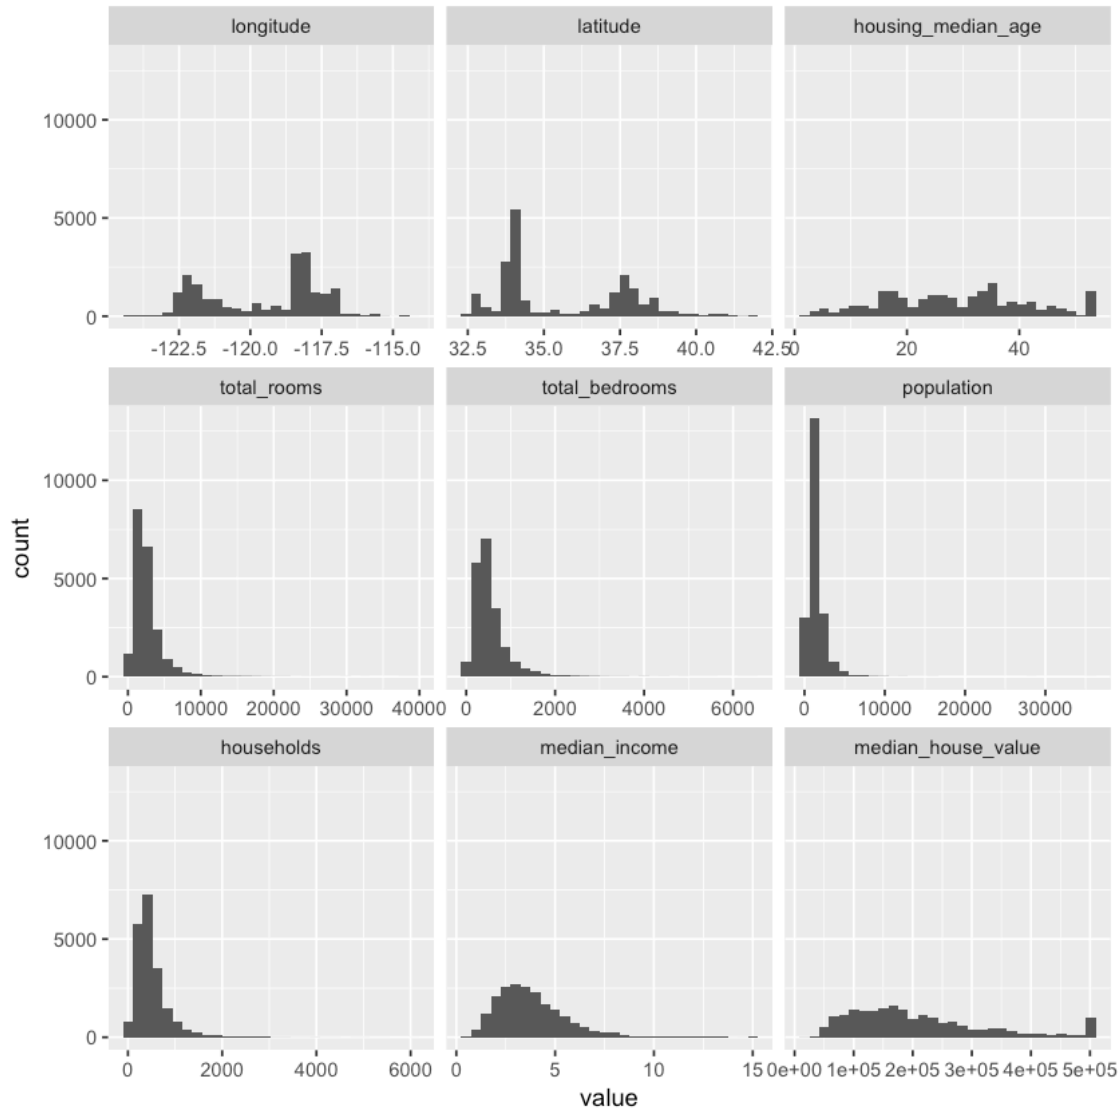 longitude latitude housing_median_age
10000
5000
0
-122.5 -120.0 -117.5 -115.0 32.5 35.0 37.5 40.0 42.5 0 20 40
total_rooms total_bedrooms population
10000
5000
0
0 10000 20000 30000 40000 0 2000 4000 6000 0 10000 20000 30000
count
households median_income median_house_value
10000
5000
0
0 2000 4000 6000 0 5 10 15 0e+00 1e+05 2e+05 3e+05 4e+05 5e+05
value